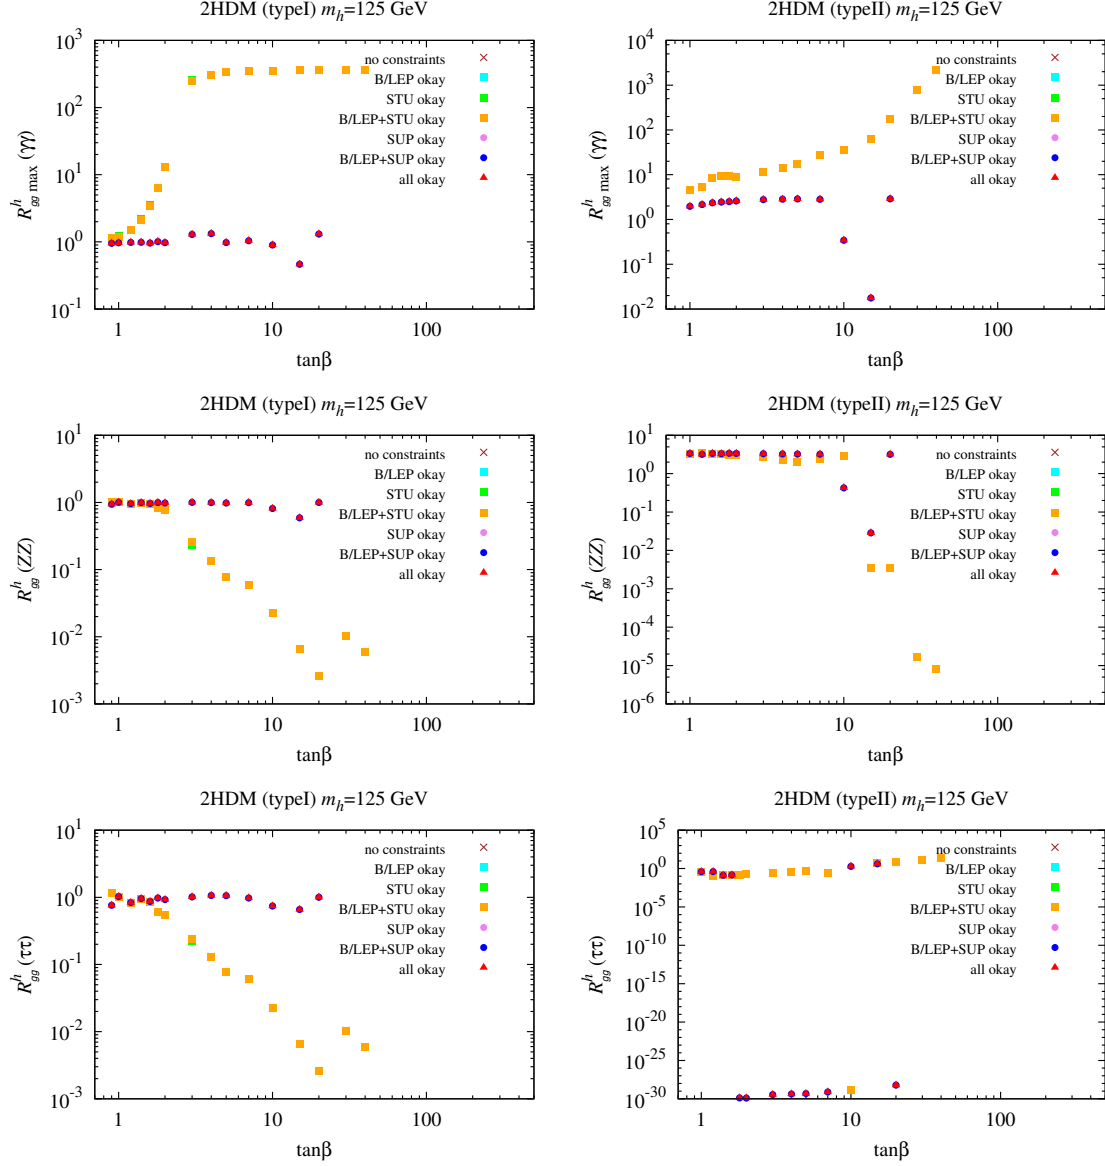 2HDM (typeI) m_h=125 GeV
R^h_gg max (γγ)
10^3
10^2
10^1
10^0
10^-1
no constraints
B/LEP okay
STU okay
B/LEP+STU okay
SUP okay
B/LEP+SUP okay
all okay
1 10 100
tanβ
2HDM (typeII) m_h=125 GeV
R^h_gg max (γγ)
10^4
10^3
10^2
10^1
10^0
10^-1
10^-2
no constraints
B/LEP okay
STU okay
B/LEP+STU okay
SUP okay
B/LEP+SUP okay
all okay
1 10 100
tanβ
2HDM (typeI) m_h=125 GeV
R^h_gg (ZZ)
10^1
10^0
10^-1
10^-2
10^-3
no constraints
B/LEP okay
STU okay
B/LEP+STU okay
SUP okay
B/LEP+SUP okay
all okay
1 10 100
tanβ
2HDM (typeII) m_h=125 GeV
R^h_gg (ZZ)
10^1
10^0
10^-1
10^-2
10^-3
10^-4
10^-5
10^-6
no constraints
B/LEP okay
STU okay
B/LEP+STU okay
SUP okay
B/LEP+SUP okay
all okay
1 10 100
tanβ
2HDM (typeI) m_h=125 GeV
R^h_gg (ττ)
10^1
10^0
10^-1
10^-2
10^-3
no constraints
B/LEP okay
STU okay
B/LEP+STU okay
SUP okay
B/LEP+SUP okay
all okay
1 10 100
tanβ
2HDM (typeII) m_h=125 GeV
R^h_gg (ττ)
10^5
10^0
10^-5
10^-10
10^-15
10^-20
10^-25
10^-30
no constraints
B/LEP okay
STU okay
B/LEP+STU okay
SUP okay
B/LEP+SUP okay
all okay
1 10 100
tanβ